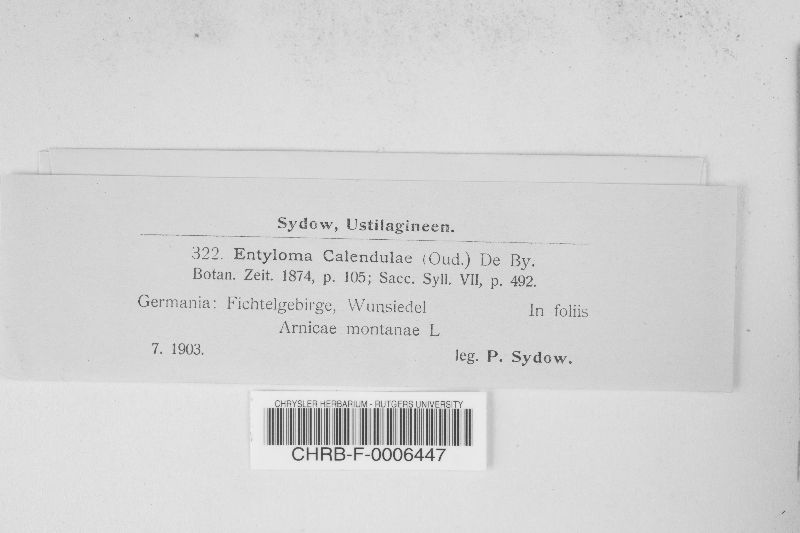 Sydow, Ustilagineen.
322. Entyloma Calendulae (Oud.) De By.
Botan. Zeit. 1874, p. 105; Sacc. Syll. VII, p. 492.
Germania: Fichtelgebirge, Wunsiedel In foliis
Arnicae montanae L
7. 1903. leg. P. Sydow.
CHRYSLER HERBARIUM - RUTGERS UNIVERSITY
CHRB-F-0006447